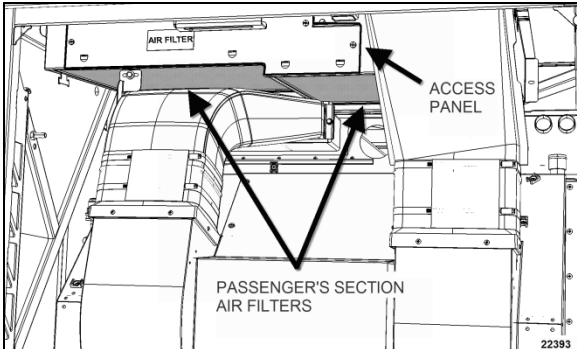 AIR FILTER
ACCESS
PANEL
PASSENGER'S SECTION
AIR FILTERS
22393